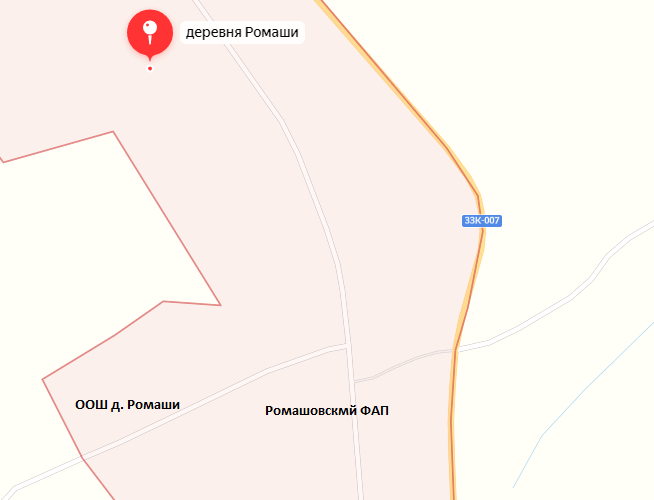 деревня Ромаши
33К-007
ООШ д. Ромаши
Ромашовскмй ФАП